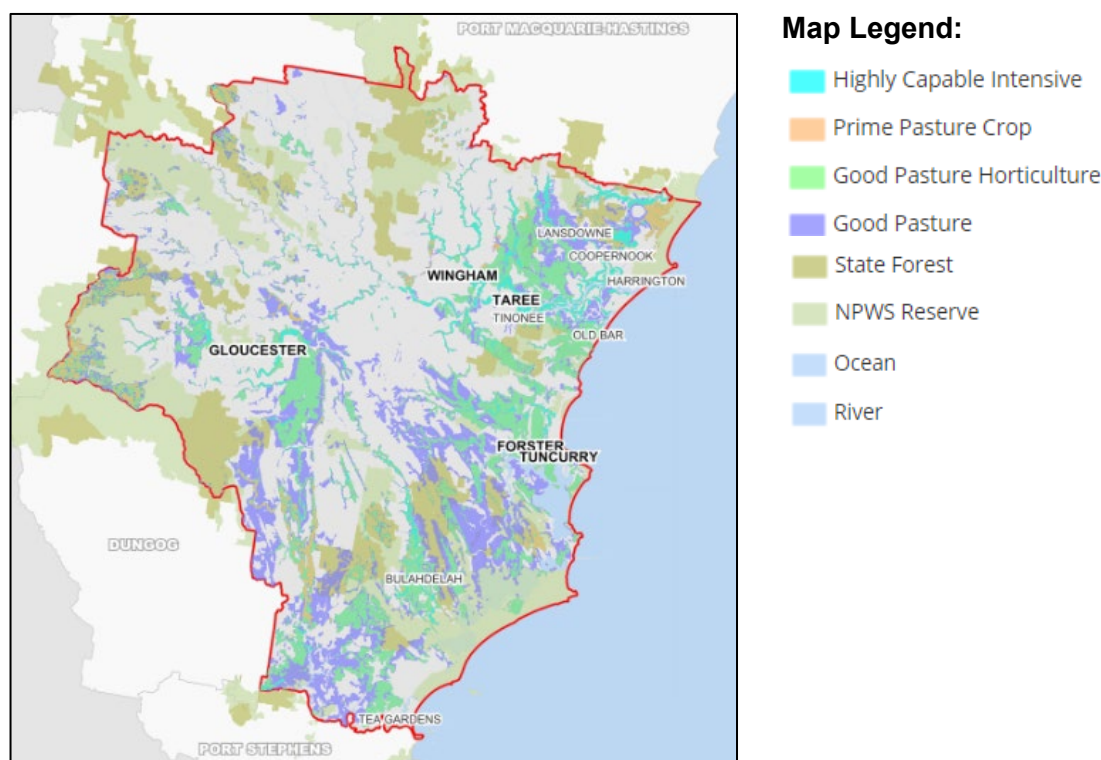 PORT MACQUARIE-HASTINGS
LANSDOWNE
COOPERNOOK
WINGHAM
HARRINGTON
TAREE
TINONEE
OLD BAR
GLOUCESTER
FORSTER
TUNCURRY
DUNGOG
BULAHDELAH
TEA GARDENS
PORT STEPHENS
Map Legend:
Highly Capable Intensive
Prime Pasture Crop
Good Pasture Horticulture
Good Pasture
State Forest
NPWS Reserve
Ocean
River